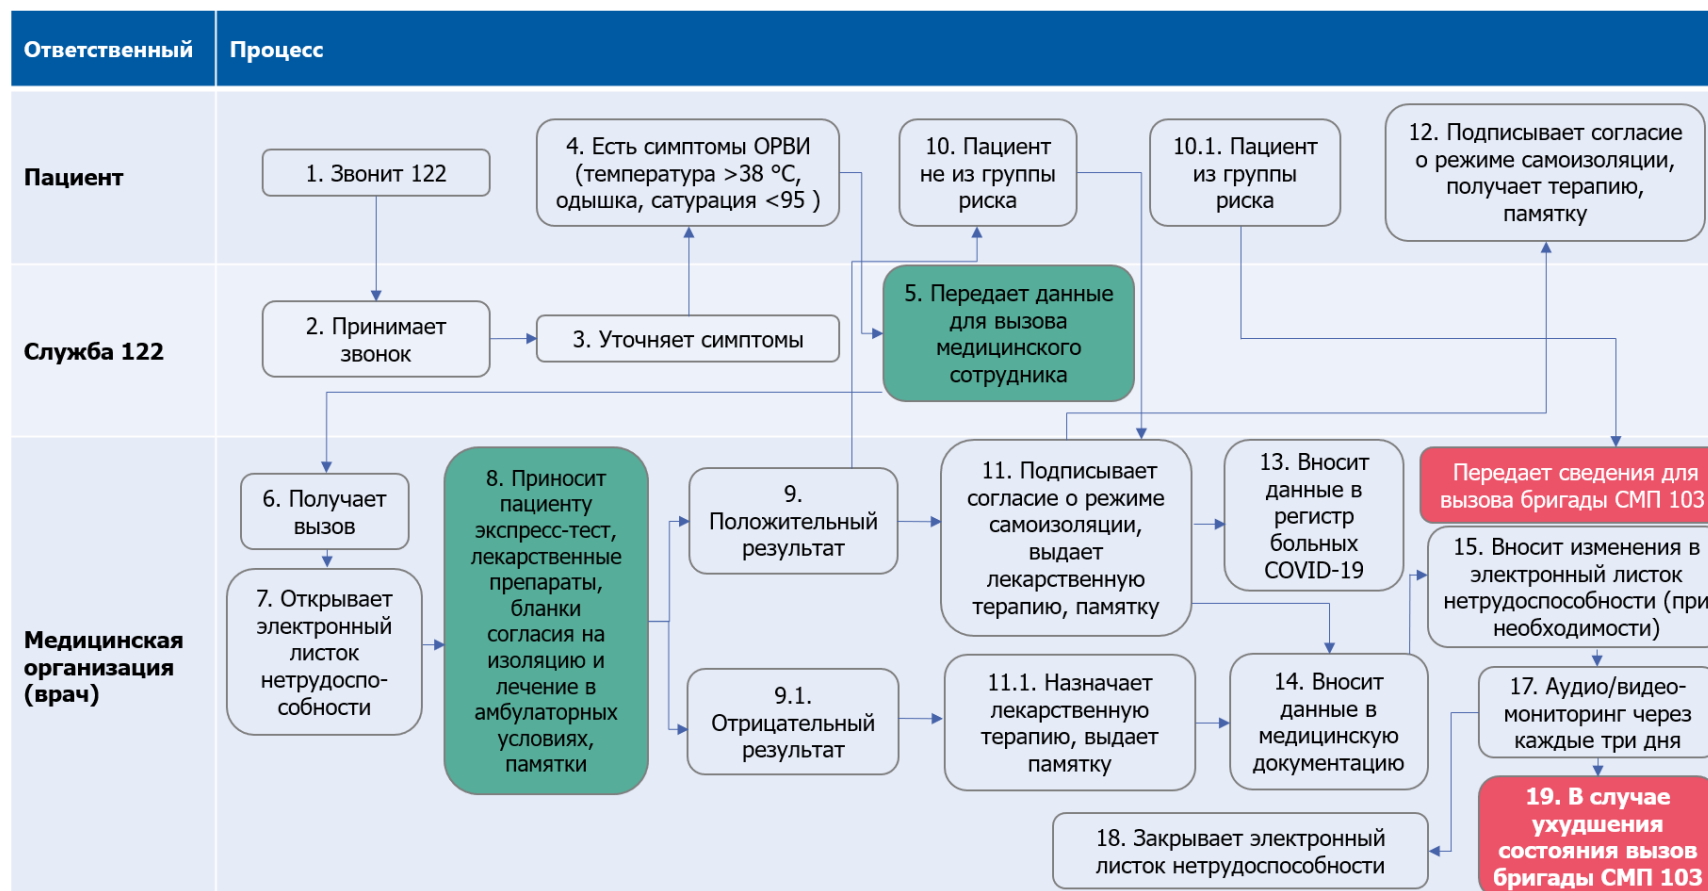 Ответственный
Процесс
Пациент
1. Звонит 122
4. Есть симптомы ОРВИ
(температура >38 °С,
одышка, сатурация <95 )
10. Пациент
не из группы
риска
10.1. Пациент
из группы
риска
12. Подписывает согласие
о режиме самоизоляции,
получает терапию,
памятку
Служба 122
2. Принимает
звонок
3. Уточняет симптомы
5. Передает данные
для вызова
медицинского
сотрудника
Медицинская
организация
(врач)
6. Получает
вызов
7. Открывает
электронный
листок
нетрудоспо-
собности
8. Приносит
пациенту
экспресс-тест,
лекарственные
препараты,
бланки
согласия на
изоляцию и
лечение в
амбулаторных
условиях,
памятки
9.
Положительный
результат
9.1.
Отрицательный
результат
11. Подписывает
согласие о режиме
самоизоляции,
выдает
лекарственную
терапию, памятку
11.1. Назначает
лекарственную
терапию, выдает
памятку
13. Вносит
данные в
регистр
больных
COVID-19
14. Вносит
данные в
медицинскую
документацию
Передает сведения для
вызова бригады СМП 103
15. Вносит изменения в
электронный листок
нетрудоспособности (при
необходимости)
17. Аудио/видео-
мониторинг через
каждые три дня
18. Закрывает электронный
листок нетрудоспособности
19. В случае
ухудшения
состояния вызов
бригады СМП 103